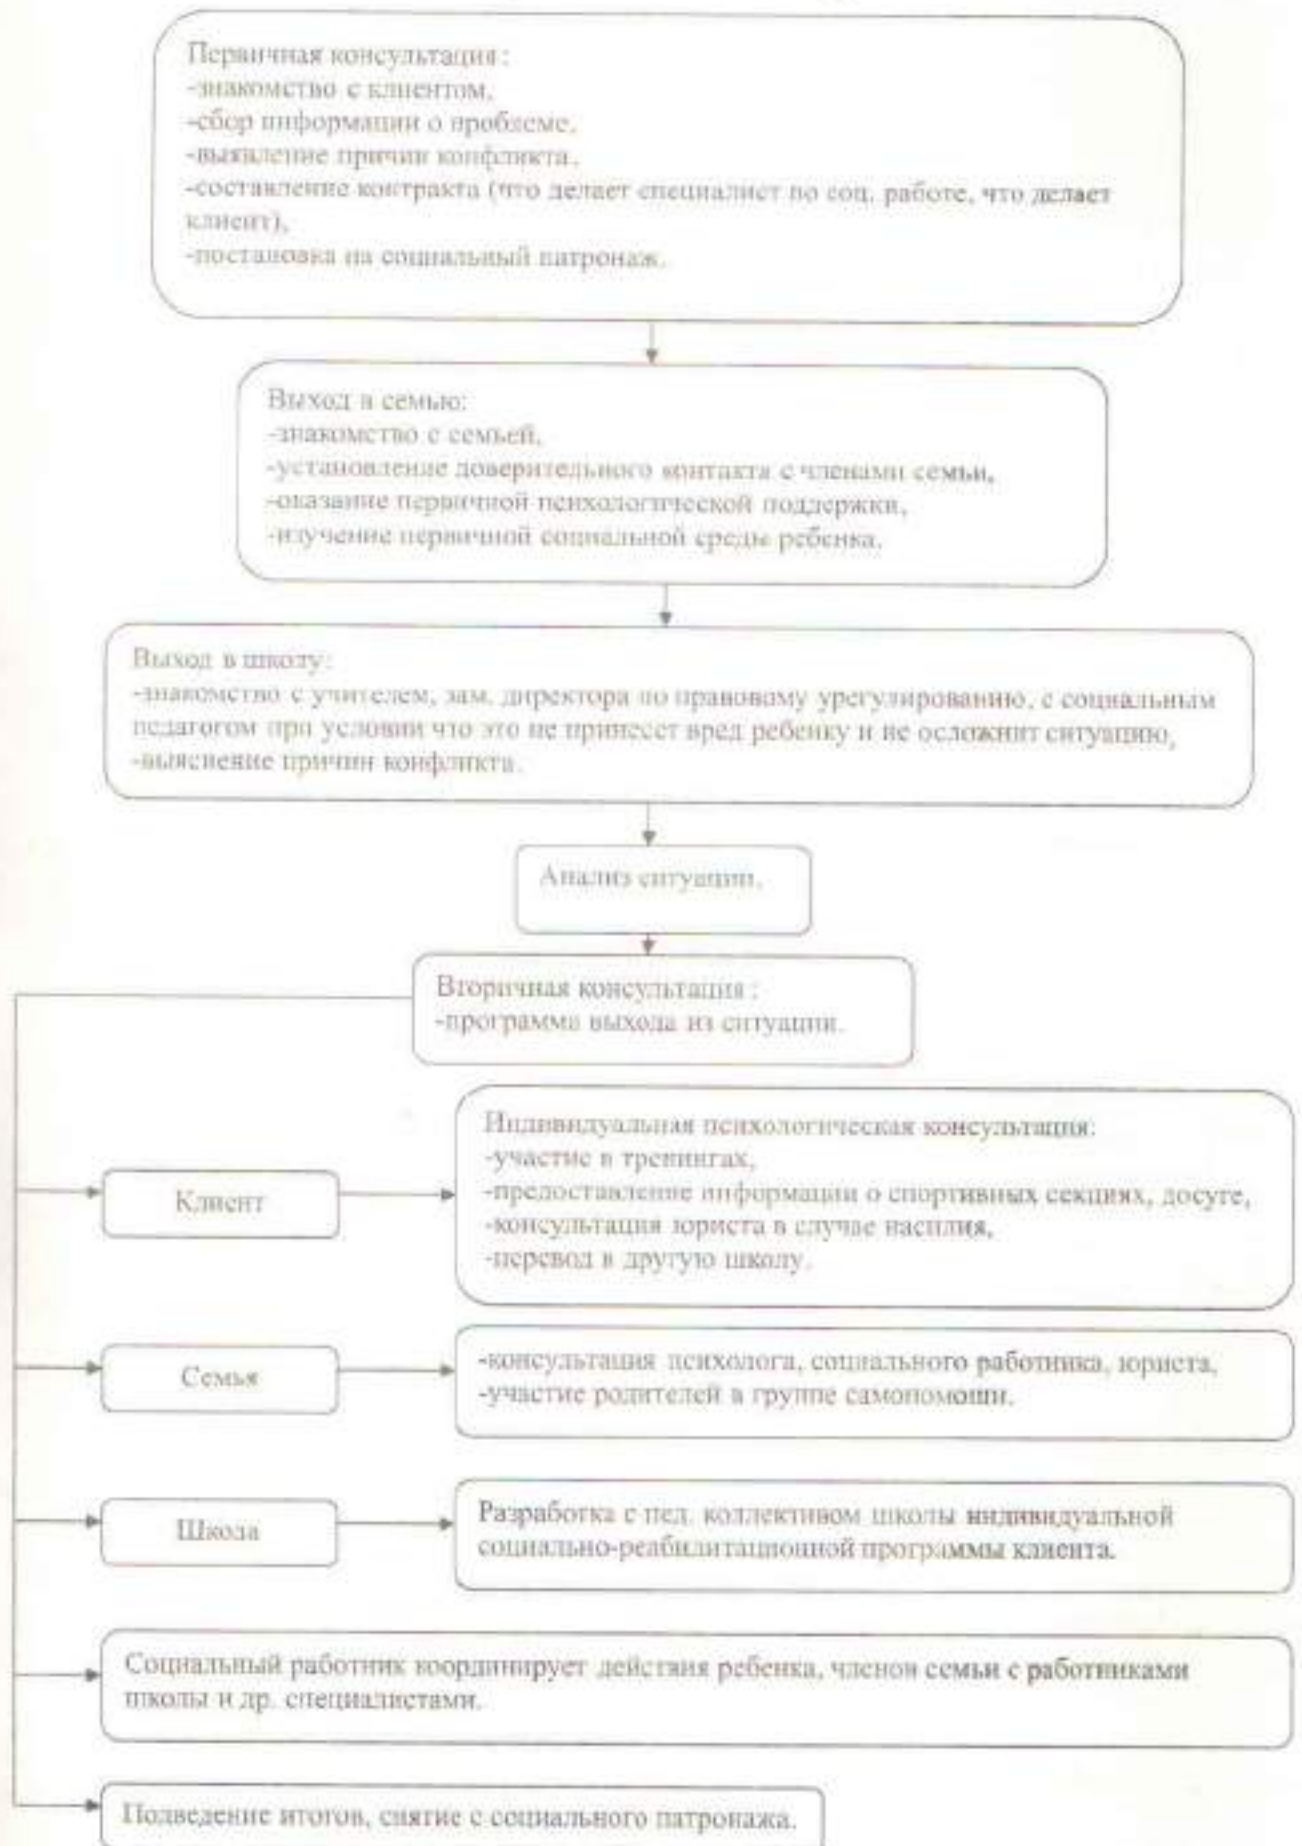 Первичная консультация:
-знакомство с клиентом,
-сбор информации о проблеме,
-выявление причин конфликта,
-составление контракта (что делает специалист по соц. работе, что делает
клиент),
-постановка на социальный патронаж.
Выход в семью:
-знакомство с семьей,
-установление доверительного контакта с членами семьи,
-оказание первичной психологической поддержки,
-изучение первичной социальной среды ребенка.
Выход в школу:
-знакомство с учителем, зам. директора по правовому урегулированию, с социальным
педагогом при условии что это не принесет вред ребенку и не осложнит ситуацию,
-выяснение причин конфликта.
Анализ ситуации.
Вторичная консультация:
-программа выхода из ситуации.
Клиент
Индивидуальная психологическая консультация:
-участие в тренингах,
-предоставление информации о спортивных секциях, досуге,
-консультация юриста в случае насилия,
-перевод в другую школу.
Семья
-консультация психолога, социального работника, юриста,
-участие родителей в группе самопомощи.
Школа
Разработка с пед. коллективом школы индивидуальной
социально-реабилитационной программы клиента.
Социальный работник координирует действия ребенка, членов семьи с работниками
школы и др. специалистами.
Подведение итогов, снятие с социального патронажа.